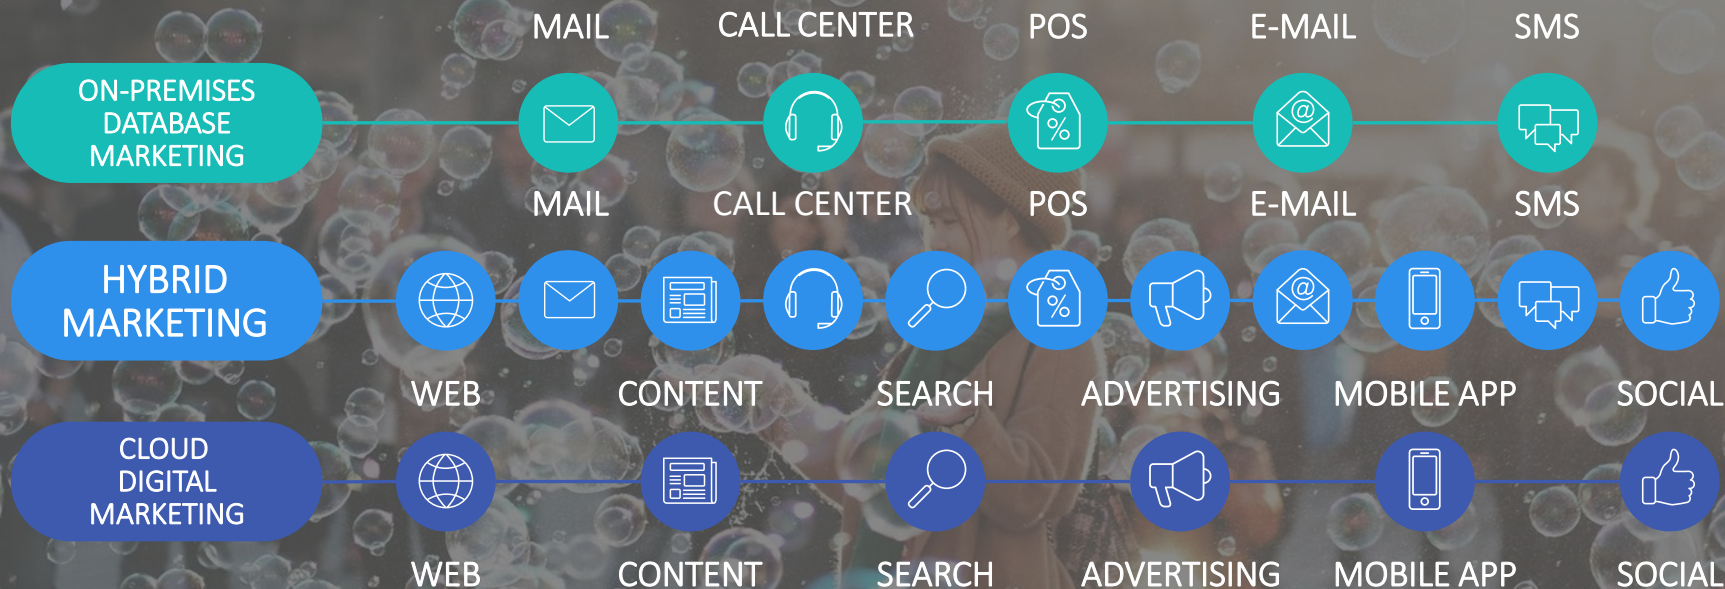 MAIL CALL CENTER POS E-MAIL SMS
ON-PREMISES
DATABASE
MARKETING
%
@
MAIL CALL CENTER POS E-MAIL SMS
HYBRID
MARKETING
%
@
WEB CONTENT SEARCH ADVERTISING MOBILE APP SOCIAL
CLOUD
DIGITAL
MARKETING
WEB CONTENT SEARCH ADVERTISING MOBILE APP SOCIAL